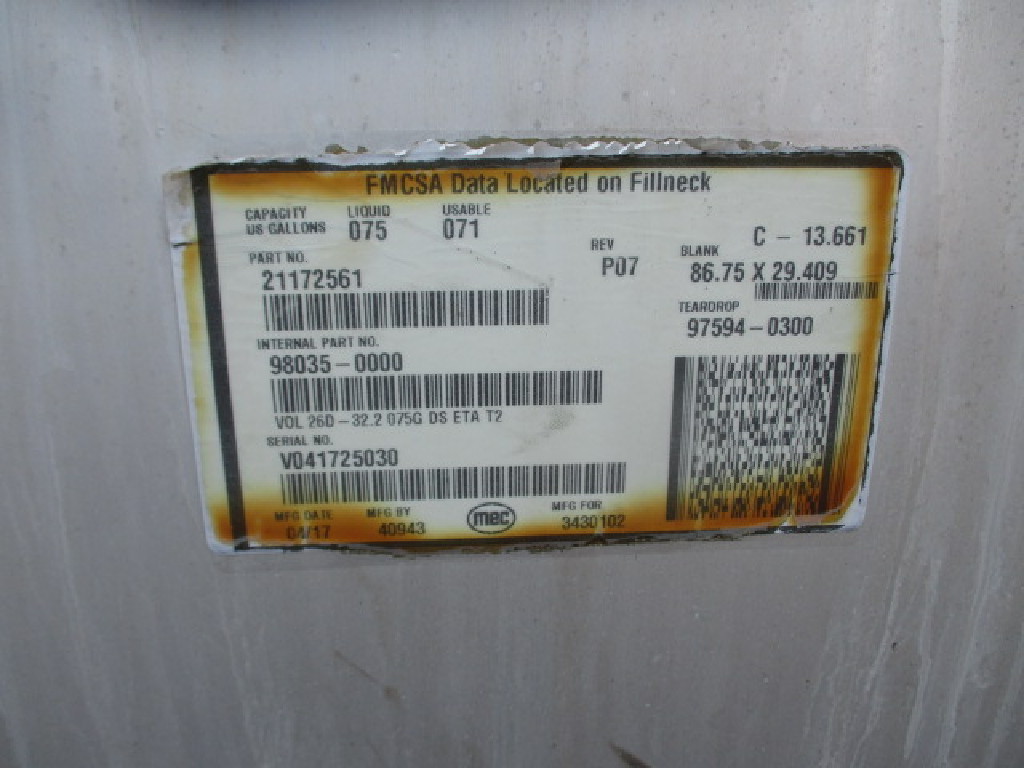 FMCSA Data Located on Fillneck
CAPACITY US GALLONS LIQUID 075 USABLE 071
C - 13.661
PART NO. REV P07 BLANK 86.75 X 29.409
21172561
TEARDROP
97594-0300
INTERNAL PART NO.
98035-0000
VOL 26D-32.2 075G DS ETA T2
SERIAL NO.
V041725030
MFG DATE MFG BY mec MFG FOR
04/17 40943 3430102